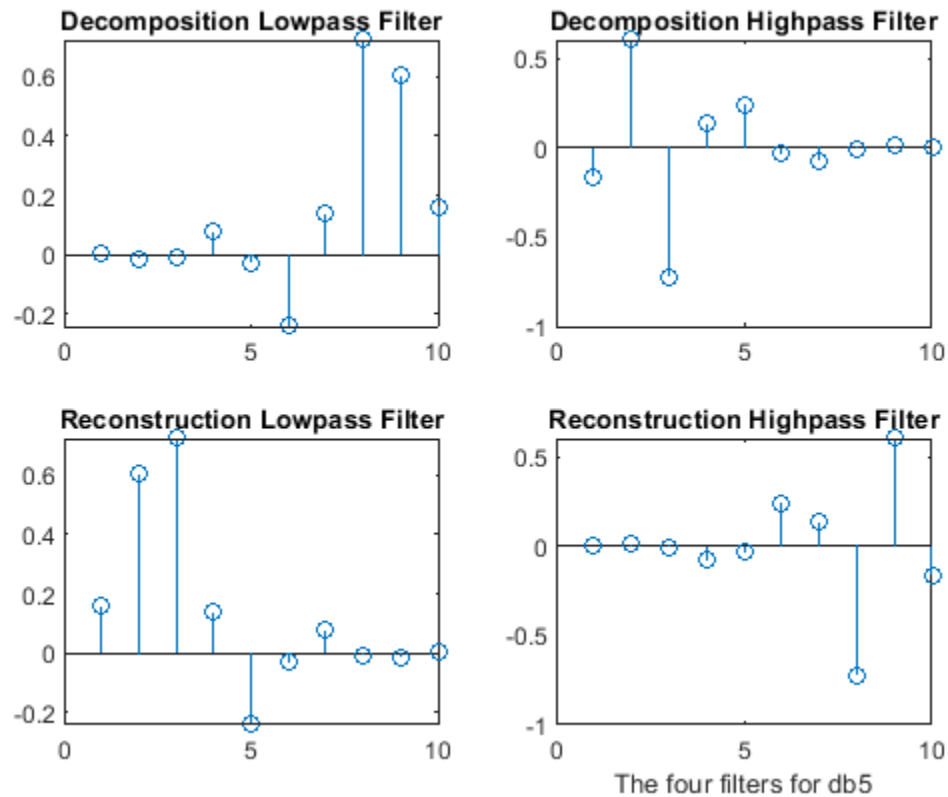 Decomposition Lowpass Filter
0.6
0.4
0.2
0
-0.2
0 5 10
Decomposition Highpass Filter
0.5
0
-0.5
-1
0 5 10
Reconstruction Lowpass Filter
0.6
0.4
0.2
0
-0.2
0 5 10
Reconstruction Highpass Filter
0.5
0
-0.5
-1
0 5 10
The four filters for db5